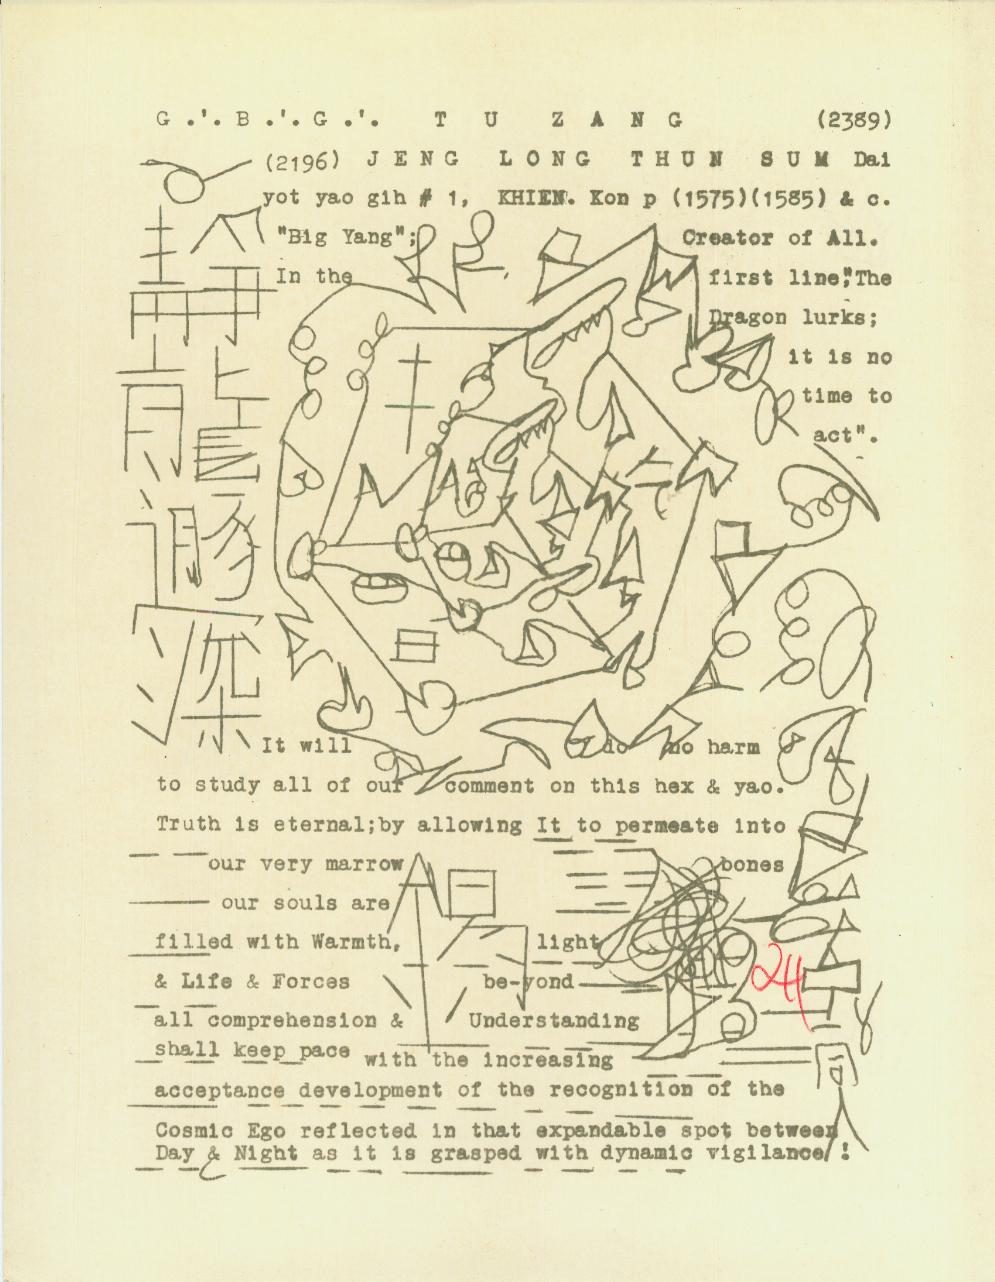 G .'. B .'. G .'. T U Z A N G (2389)
(2196) J E N G L O N G T H U N S U M Dai
yot yao gih # 1, KHIEN. Kon p (1575)(1585) & c.
"Big Yang"; Creator of All.
In the first line,"The
Dragon lurks;
it is no
time to
act".
It will do no harm
to study all of our comment on this hex & yao.
Truth is eternal;by allowing It to permeate into
our very marrow bones
our souls are
filled with Warmth, light
& Life & Forces be-yond
all comprehension & Understanding
shall keep pace with the increasing
acceptance development of the recognition of the
Cosmic Ego reflected in that expandable spot between
Day & Night as it is grasped with dynamic vigilance !
24